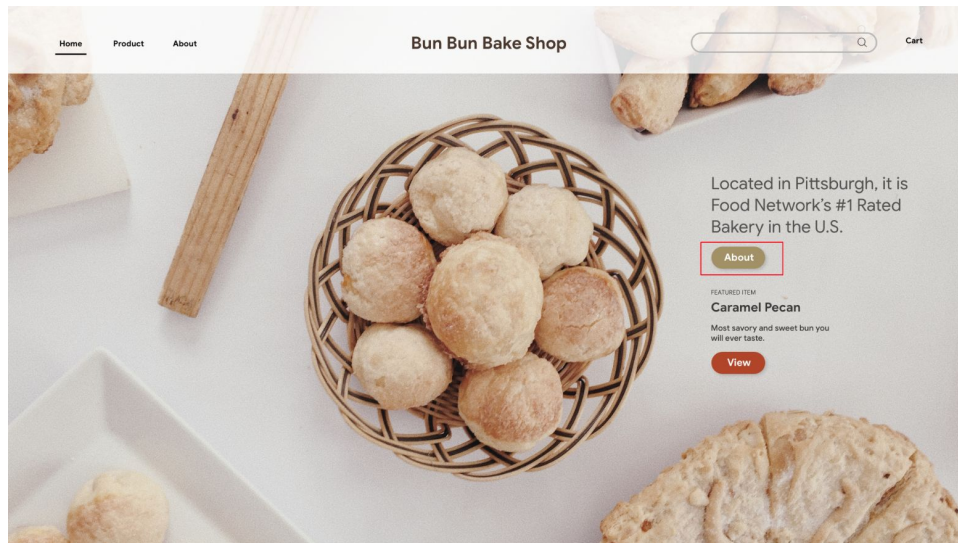 Home
Product
About
Bun Bun Bake Shop
Cart
Located in Pittsburgh, it is
Food Network's #1 Rated
Bakery in the U.S.
About
FEATURED ITEM
Caramel Pecan
Most savory and sweet bun you
will ever taste.
View